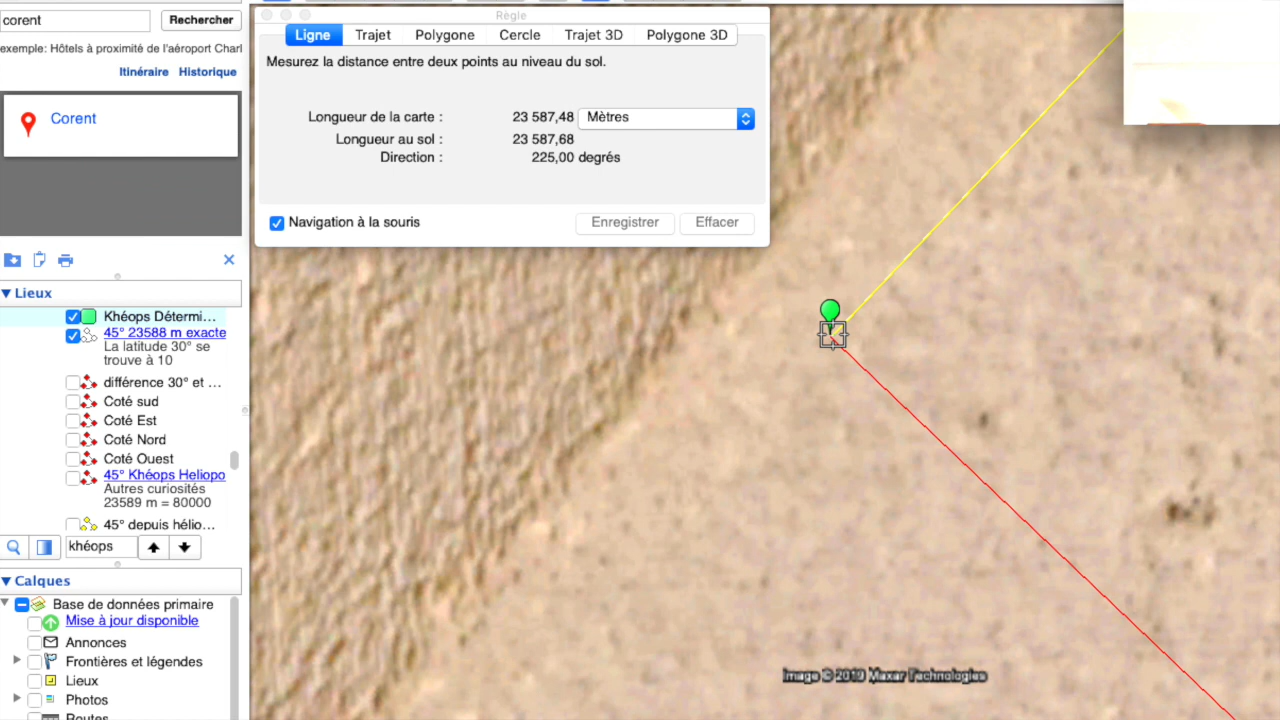 corent
Rechercher
exemple: Hôtels à proximité de l'aéroport Charl
Itinéraire Historique
Corent
Lieux
Khéops Détermi...
45° 23588 m exacte
La latitude 30° se
trouve à 10
différence 30° et ...
Coté sud
Coté Est
Coté Nord
Coté Ouest
45° Khéops Heliopo
Autres curiosités
23589 m = 80000
45° depuis hélio...
khéops
Calques
Base de données primaire
Mise à jour disponible
Annonces
Frontières et légendes
Lieux
Photos
Routes
Règle
Ligne Trajet Polygone Cercle Trajet 3D Polygone 3D
Mesurez la distance entre deux points au niveau du sol.
Longueur de la carte : 23 587,48 Mètres
Longueur au sol : 23 587,68
Direction : 225,00 degrés
Navigation à la souris
Enregistrer Effacer
Image © 2019 Maxar Technologies